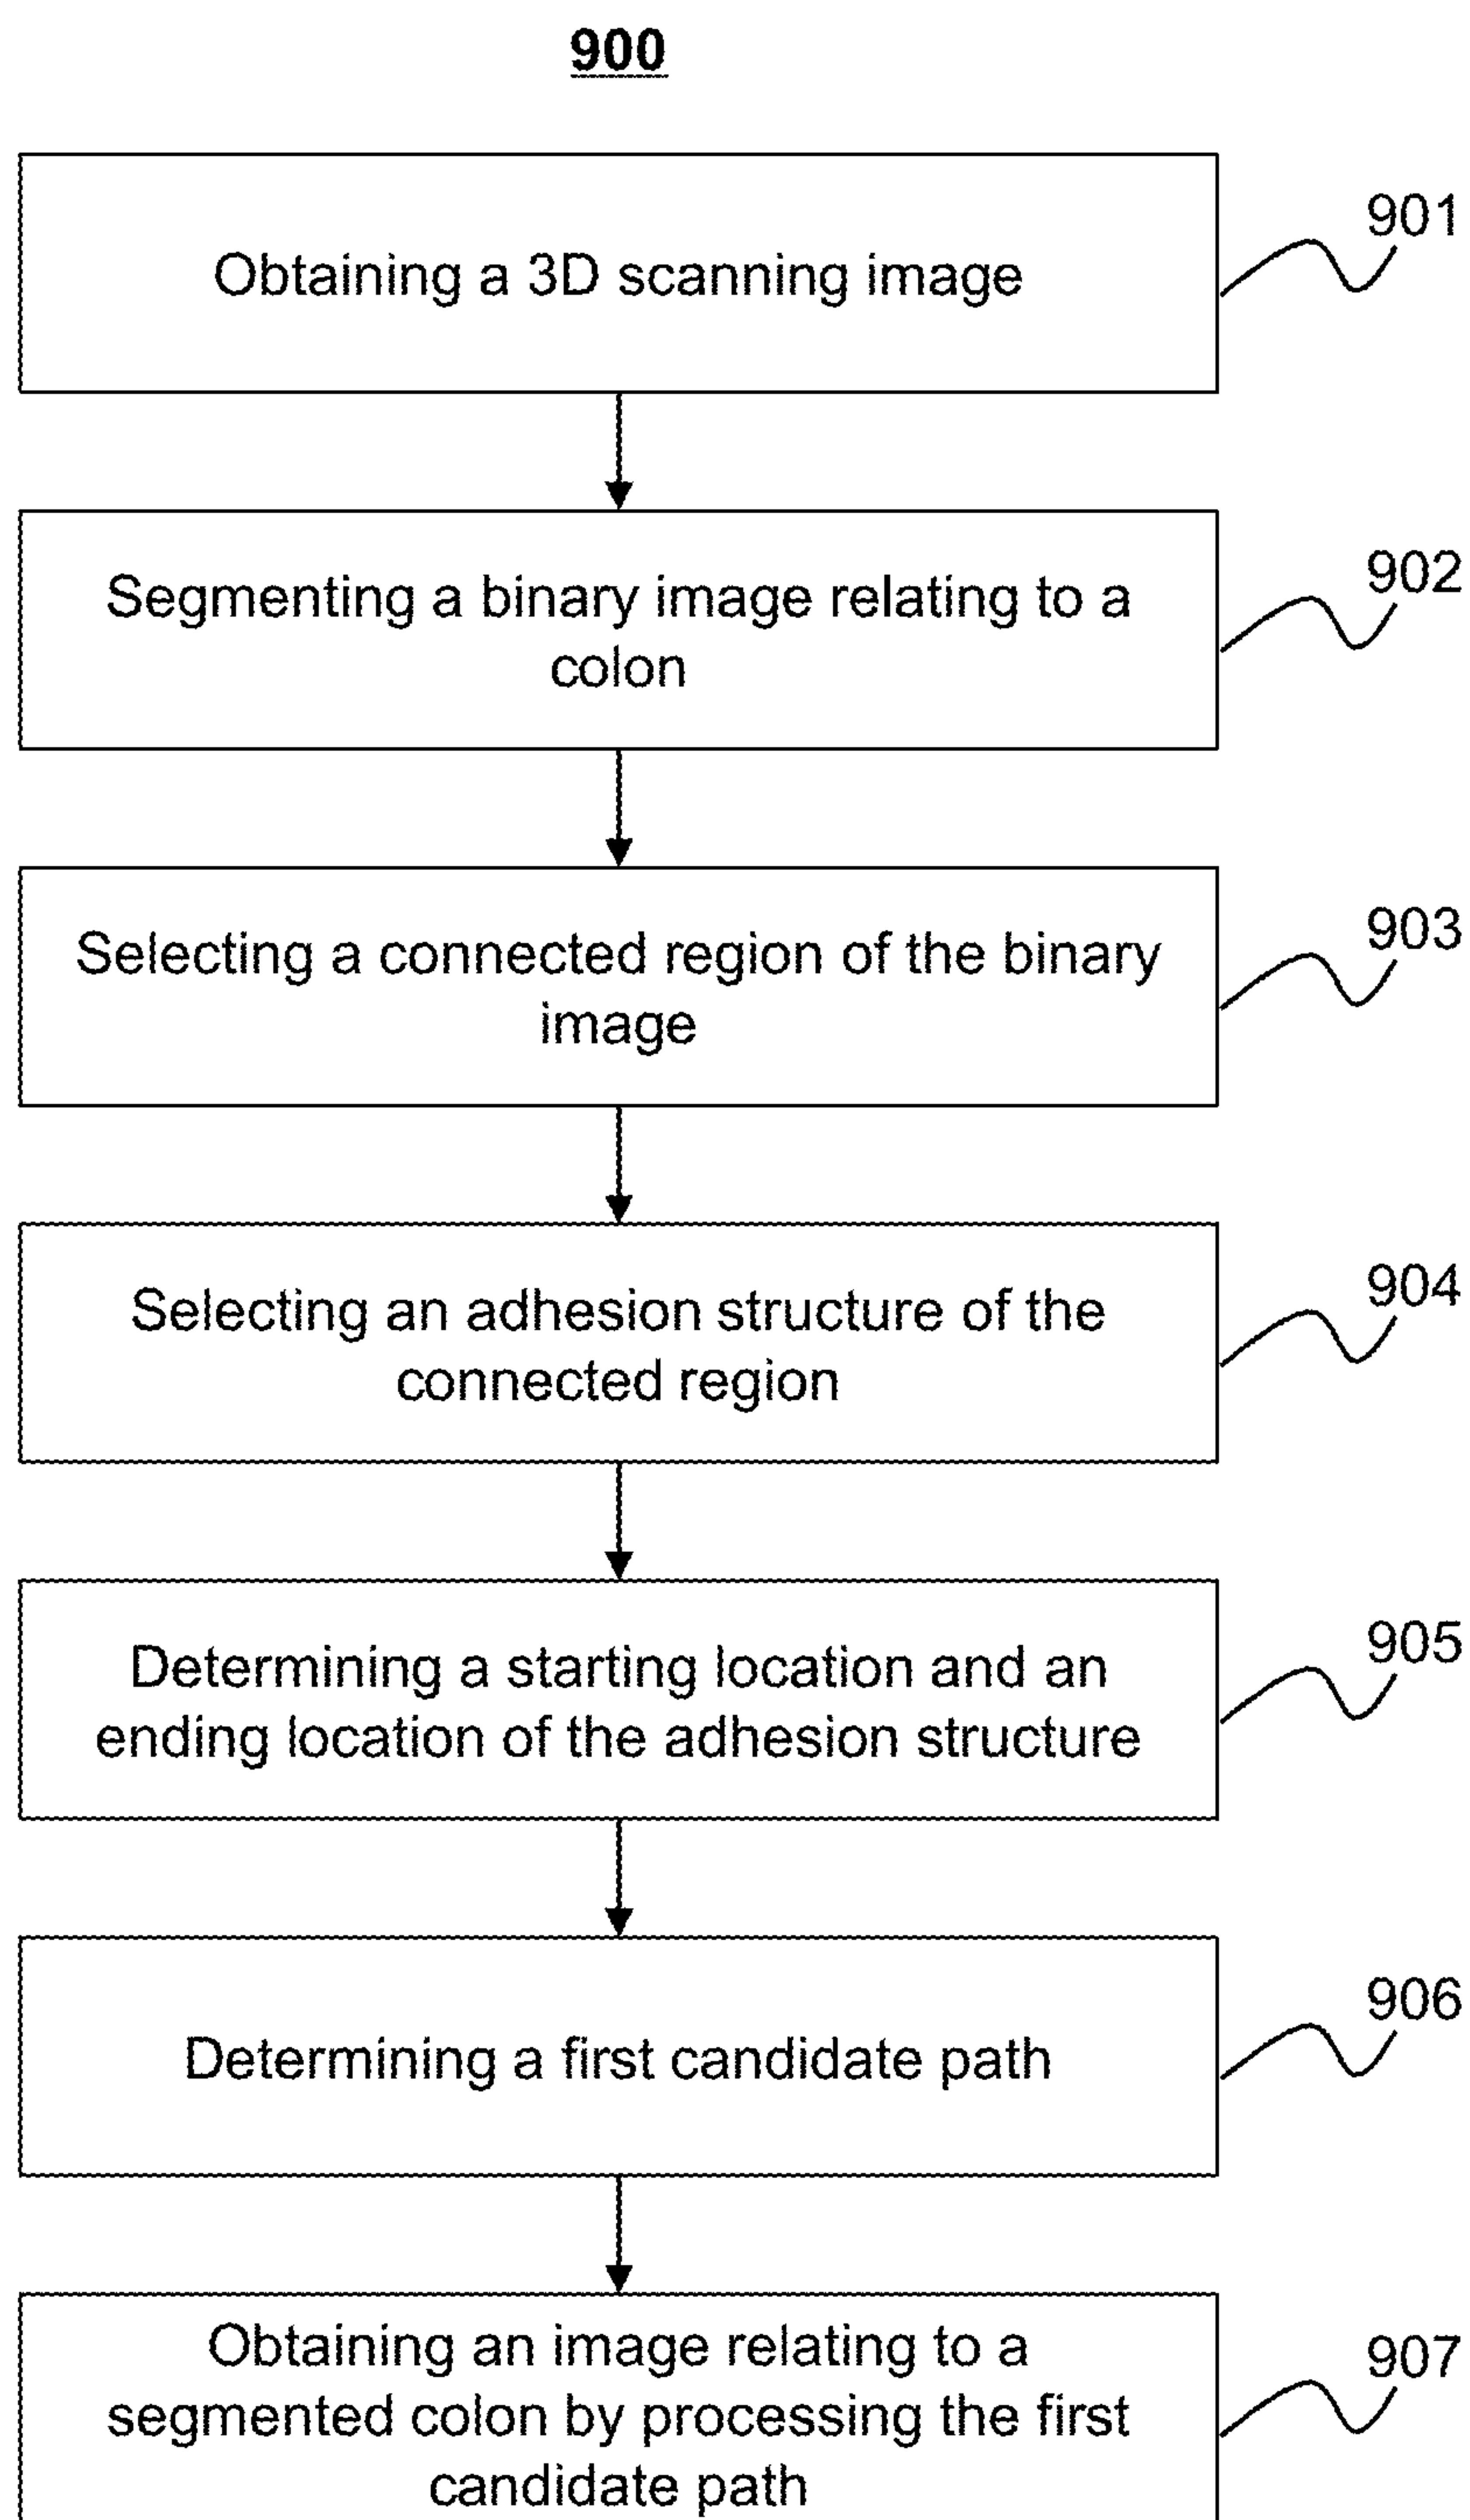 900
Obtaining a 3D scanning image
901
Segmenting a binary image relating to a
colon
902
Selecting a connected region of the binary
image
903
Selecting an adhesion structure of the
connected region
904
Determining a starting location and an
ending location of the adhesion structure
905
Determining a first candidate path
906
Obtaining an image relating to a
segmented colon by processing the first
candidate path
907